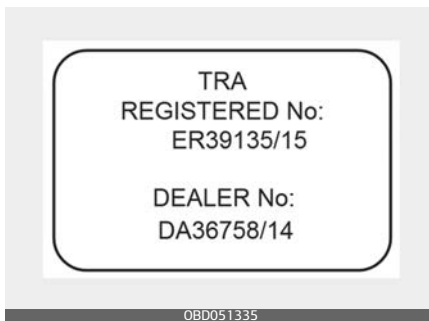 TRA
REGISTERED No:
ER39135/15
DEALER No:
DA36758/14
OBD051335